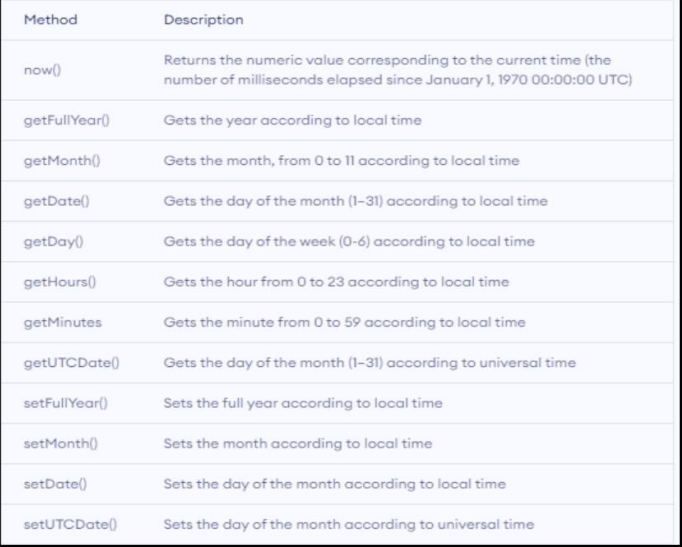 Method Description
now() Returns the numeric value corresponding to the current time (the
number of milliseconds elapsed since January 1, 1970 00:00:00 UTC)
getFullYear() Gets the year according to local time
getMonth() Gets the month, from 0 to 11 according to local time
getDate() Gets the day of the month (1–31) according to local time
getDay() Gets the day of the week (0-6) according to local time
getHours() Gets the hour from 0 to 23 according to local time
getMinutes Gets the minute from 0 to 59 according to local time
getUTCDate() Gets the day of the month (1–31) according to universal time
setFullYear() Sets the full year according to local time
setMonth() Sets the month according to local time
setDate() Sets the day of the month according to local time
setUTCDate() Sets the day of the month according to universal time